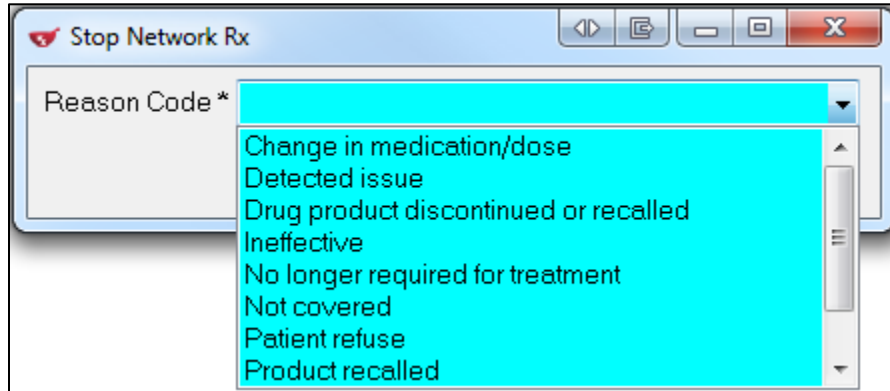 Stop Network Rx
Reason Code *
Change in medication/dose
Detected issue
Drug product discontinued or recalled
Ineffective
No longer required for treatment
Not covered
Patient refuse
Product recalled